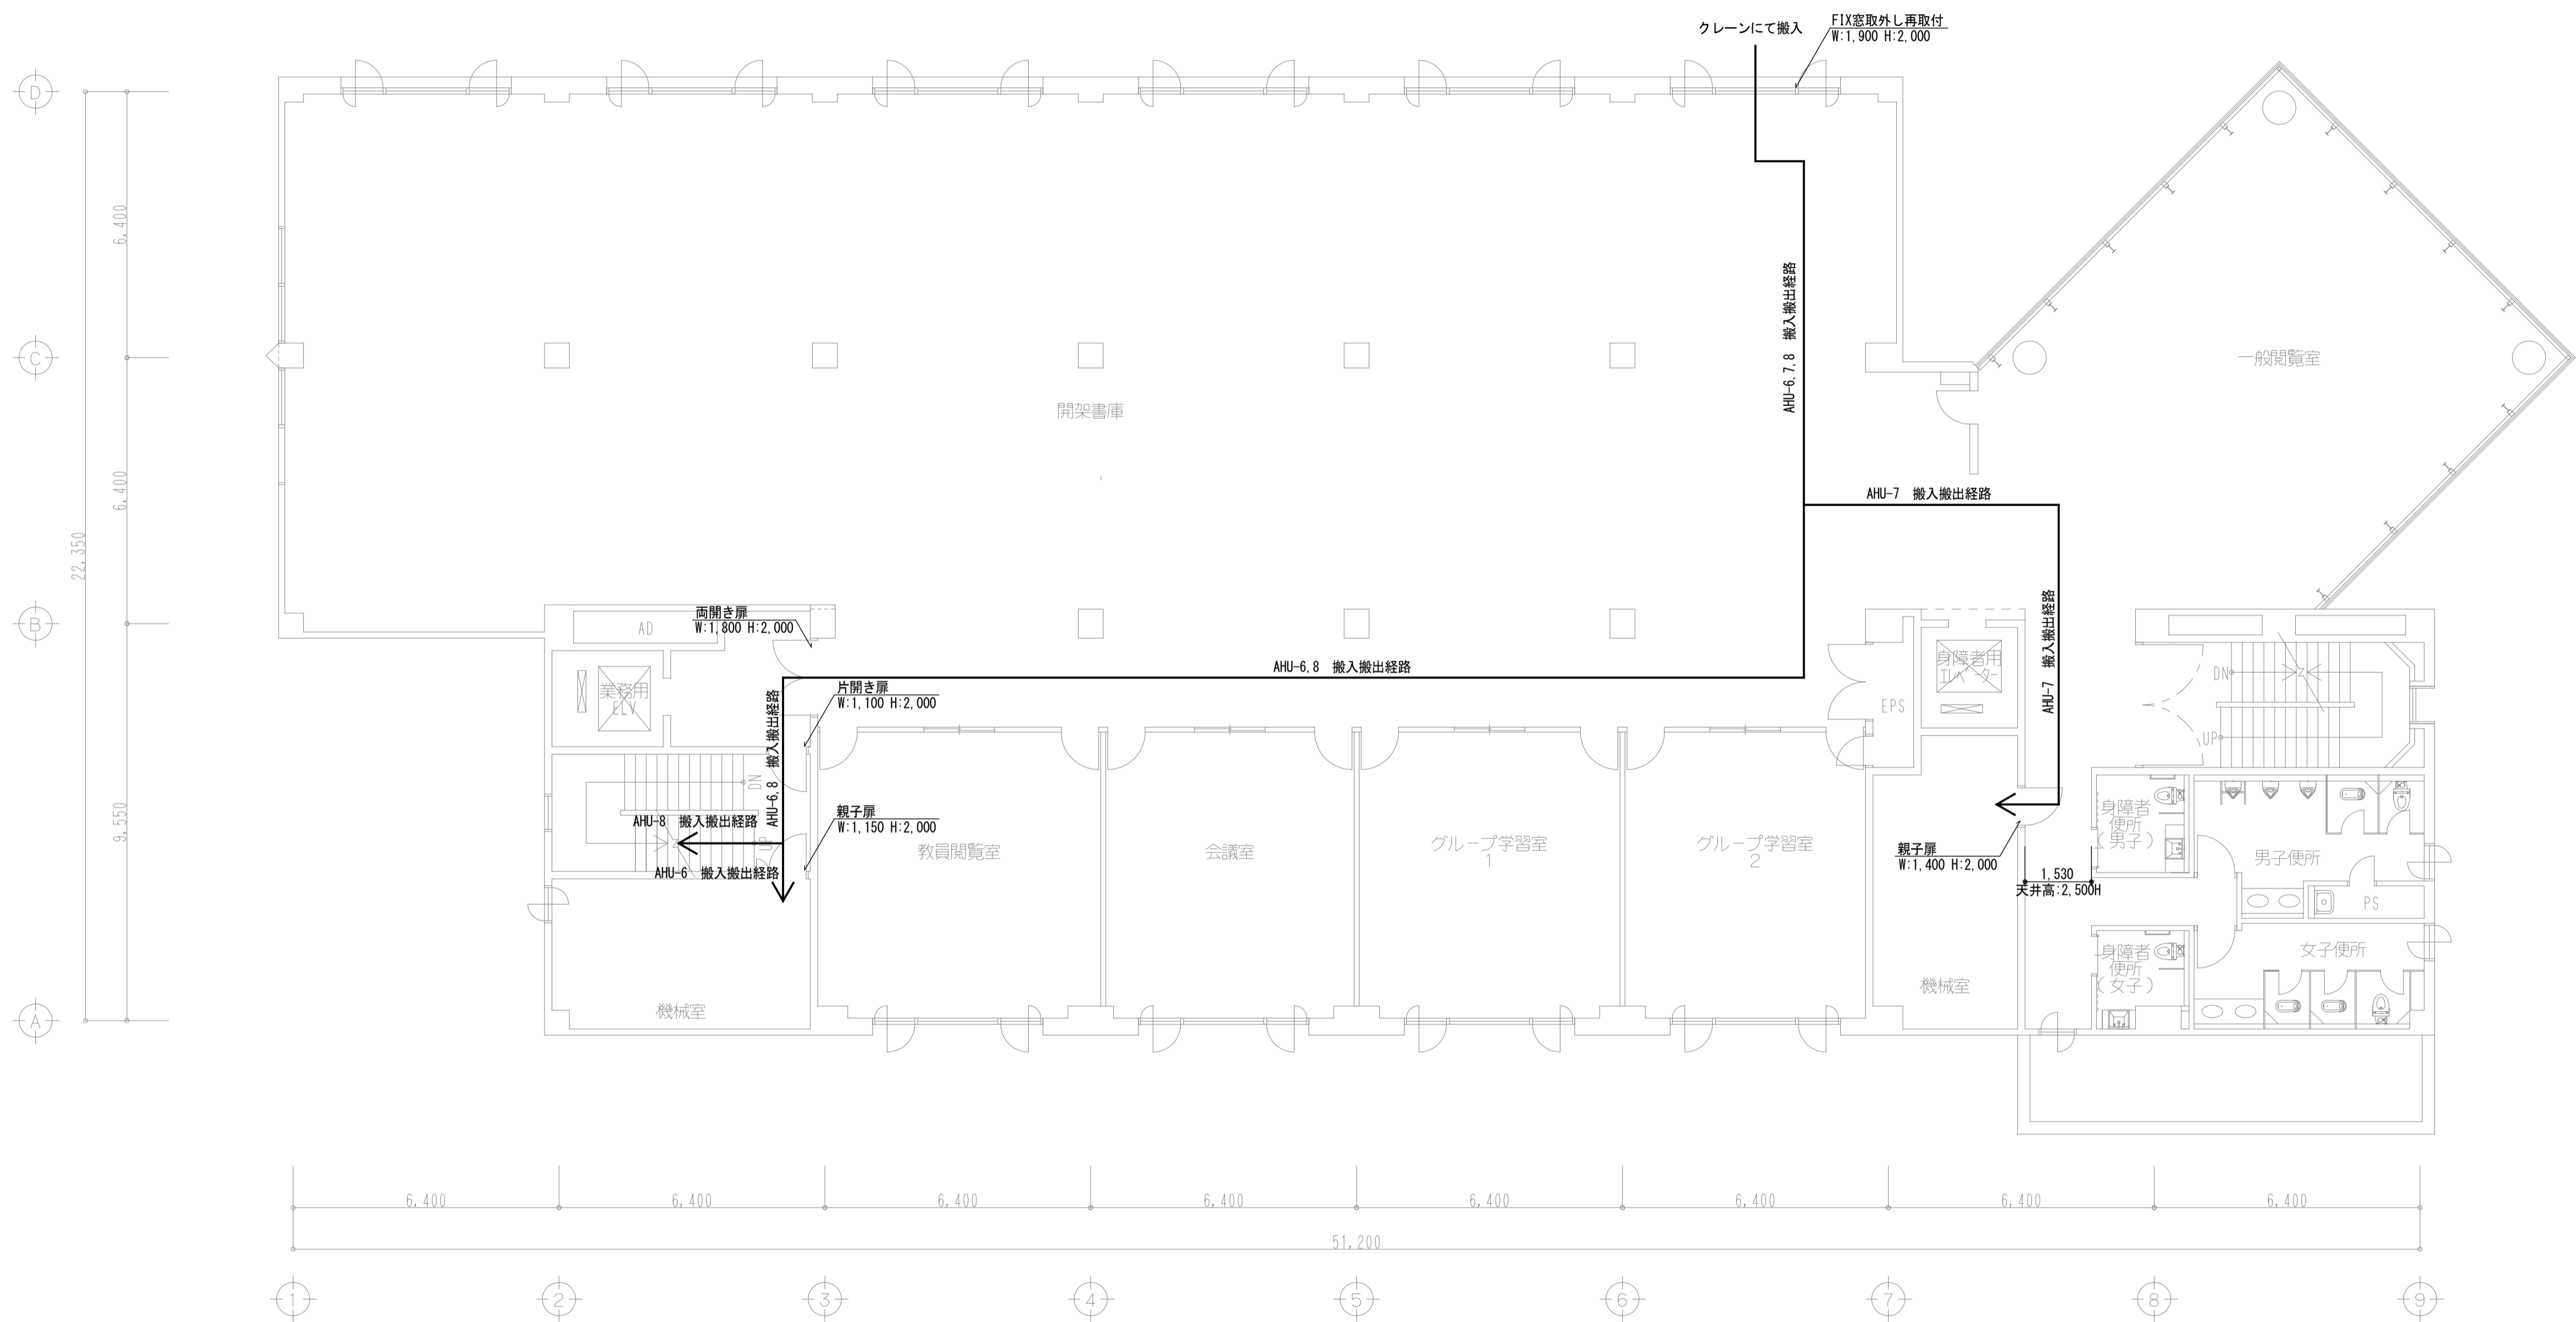 クレーンにて搬入
FIX窓取外し再取付
W:1,900 H:2,000
D
6,400
AHU-6,7,8 搬入搬出経路
C
一般閲覧室
開架書庫
6,400
AHU-7 搬入搬出経路
22,350
B
AD
両開き扉
W:1,800 H:2,000
AHU-6,8 搬入搬出経路
AHU-7 搬入搬出経路
身障者用
エレベーター
業務用
ELV
片開き扉
W:1,100 H:2,000
EPS
DN
UP
DN
AHU-6,8 搬入搬出経路
9,550
親子扉
W:1,150 H:2,000
AHU-8 搬入搬出経路
UP
AHU-6 搬入搬出経路
教員閲覧室
会議室
グループ学習室
1
グループ学習室
2
親子扉
W:1,400 H:2,000
1,530
天井高:2,500H
身障者
便所
(男子)
男子便所
PS
身障者
便所
(女子)
女子便所
機械室
機械室
A
6,400
6,400
6,400
6,400
6,400
6,400
6,400
6,400
51,200
1
2
3
4
5
6
7
8
9